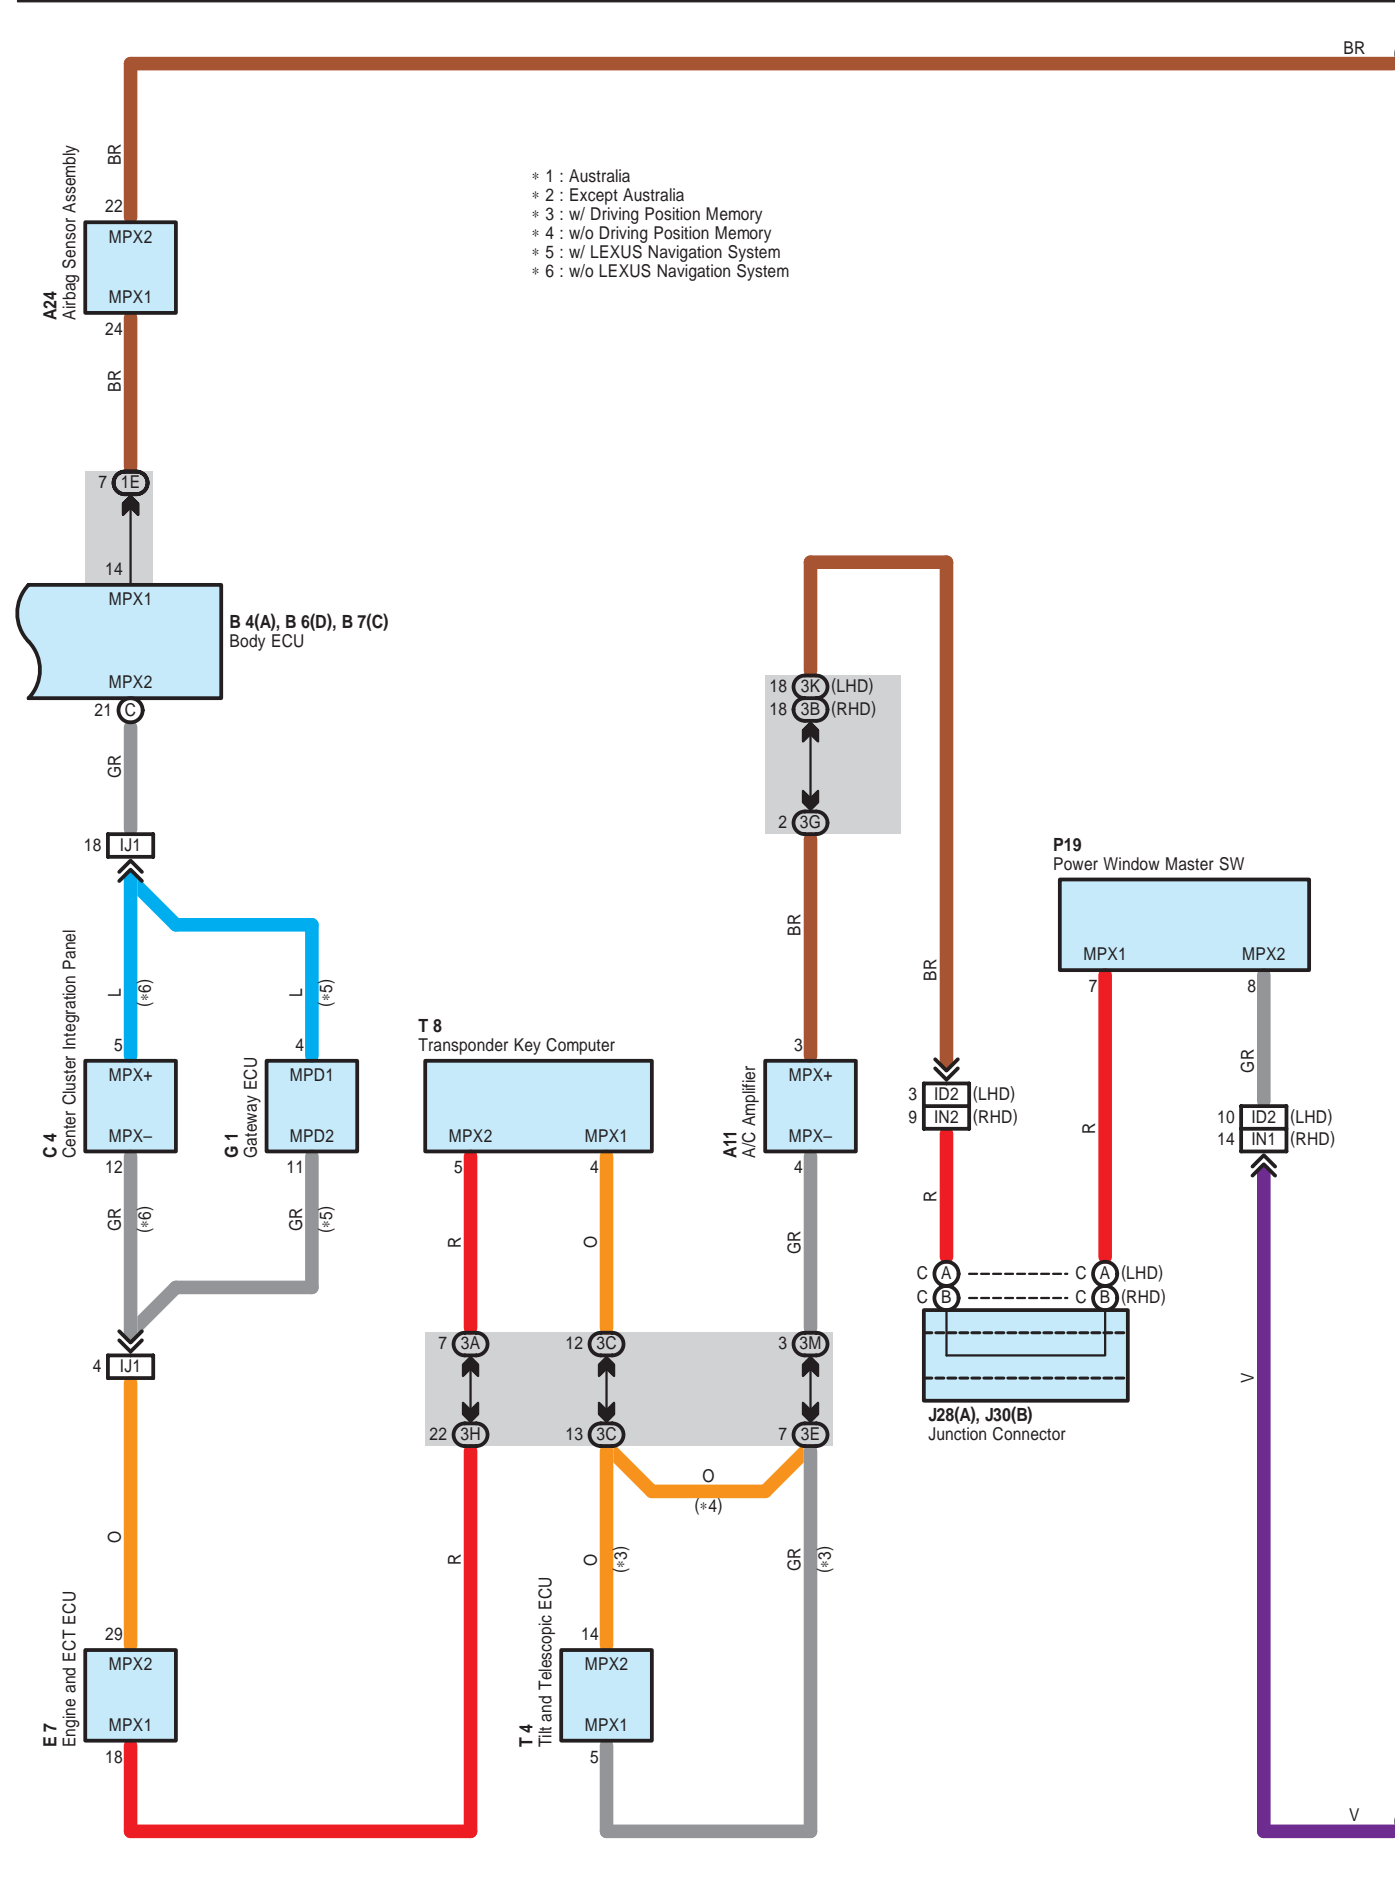 BR
BR
A24
Airbag Sensor Assembly
22
MPX2
MPX1
24
BR
∗ 1 : Australia
∗ 2 : Except Australia
∗ 3 : w/ Driving Position Memory
∗ 4 : w/o Driving Position Memory
∗ 5 : w/ LEXUS Navigation System
∗ 6 : w/o LEXUS Navigation System
7 1E
14
MPX1
MPX2
B 4(A), B 6(D), B 7(C)
Body ECU
21 C
GR
18 IJ1
L
(∗6)
L
(∗5)
C 4
Center Cluster Integration Panel
5
MPX+
MPX–
12
G 1
Gateway ECU
4
MPD1
MPD2
11
GR
(∗6)
GR
(∗5)
4 IJ1
O
E 7
Engine and ECT ECU
29
MPX2
MPX1
18
T 8
Transponder Key Computer
MPX2
MPX1
5
4
R
O
7 3A
12 3C
3 3M
22 3H
13 3C
7 3E
O
(∗4)
R
O
(∗3)
GR
(∗3)
T 4
Tilt and Telescopic ECU
14
MPX2
MPX1
5
18 3K (LHD)
18 3B (RHD)
2 3G
BR
BR
A11
A/C Amplifier
3
MPX+
MPX–
4
GR
3 ID2 (LHD)
9 IN2 (RHD)
R
C A C A (LHD)
C B C B (RHD)
J28(A), J30(B)
Junction Connector
P19
Power Window Master SW
MPX1
MPX2
7
8
R
GR
10 ID2 (LHD)
14 IN1 (RHD)
V
V